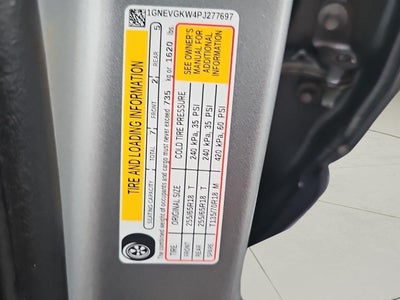 1GNEVGKW4PJ277697
TIRE AND LOADING INFORMATION
SEATING CAPACITY TOTAL 7 FRONT 2 REAR 5
The combined weight of occupants and cargo must never exceed 735 kg or 1620 lbs
TIRE ORIGINAL SIZE COLD TIRE PRESSURE
FRONT 255/65R18 T 240 kPa, 35 PSI
REAR 255/65R18 T 240 kPa, 35 PSI
SPARE T135/70R18 M 420 kPa, 60 PSI
SEE OWNER'S
MANUAL FOR
ADDITIONAL
INFORMATION